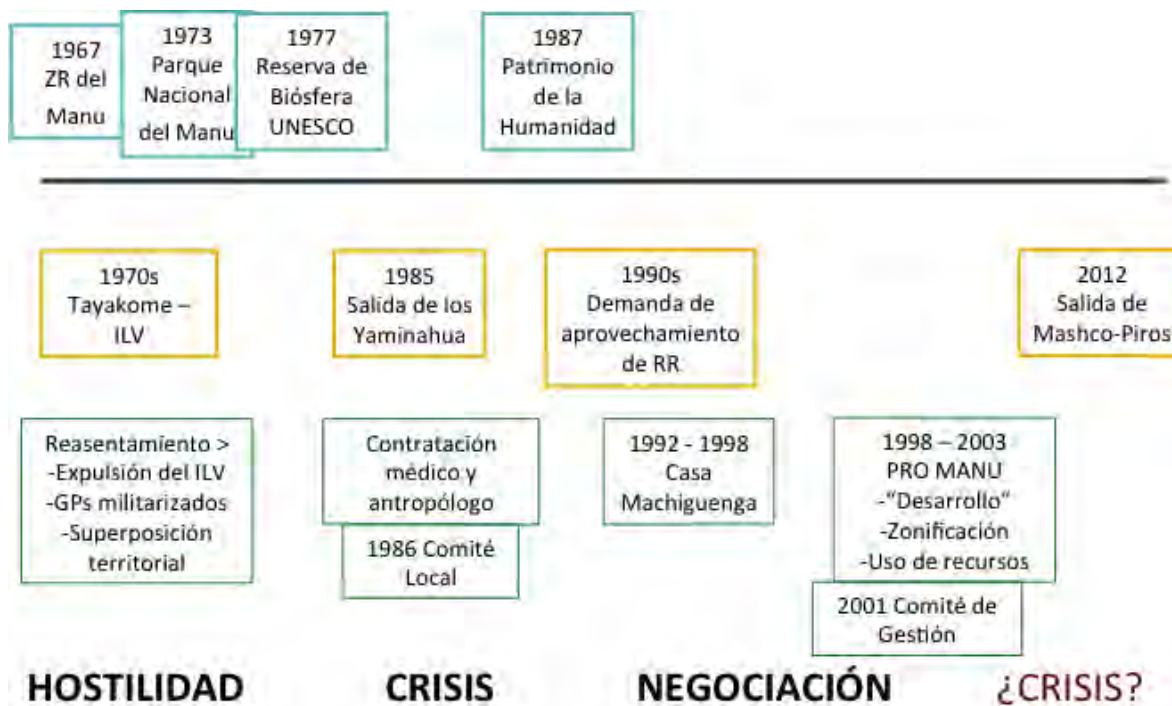 1967
ZR del
Manu
1973
Parque
Nacional
del Manu
1977
Reserva de
Biósfera
UNESCO
1987
Patrimonio
de la
Humanidad
1970s
Tayakome –
ILV
1985
Salida de los
Yaminahua
1990s
Demanda de
aprovechamiento
de RR
2012
Salida de
Mashco-Piros
Reasentamiento >
-Expulsión del ILV
-GPs militarizados
-Superposición
territorial
Contratación
médico y
antropólogo
1986 Comité
Local
1992 - 1998
Casa
Machiguenga
1998 – 2003
PRO MANU
-"Desarrollo"
-Zonificación
-Uso de recursos
2001 Comité de
Gestión
HOSTILIDAD
CRISIS
NEGOCIACIÓN
¿CRISIS?